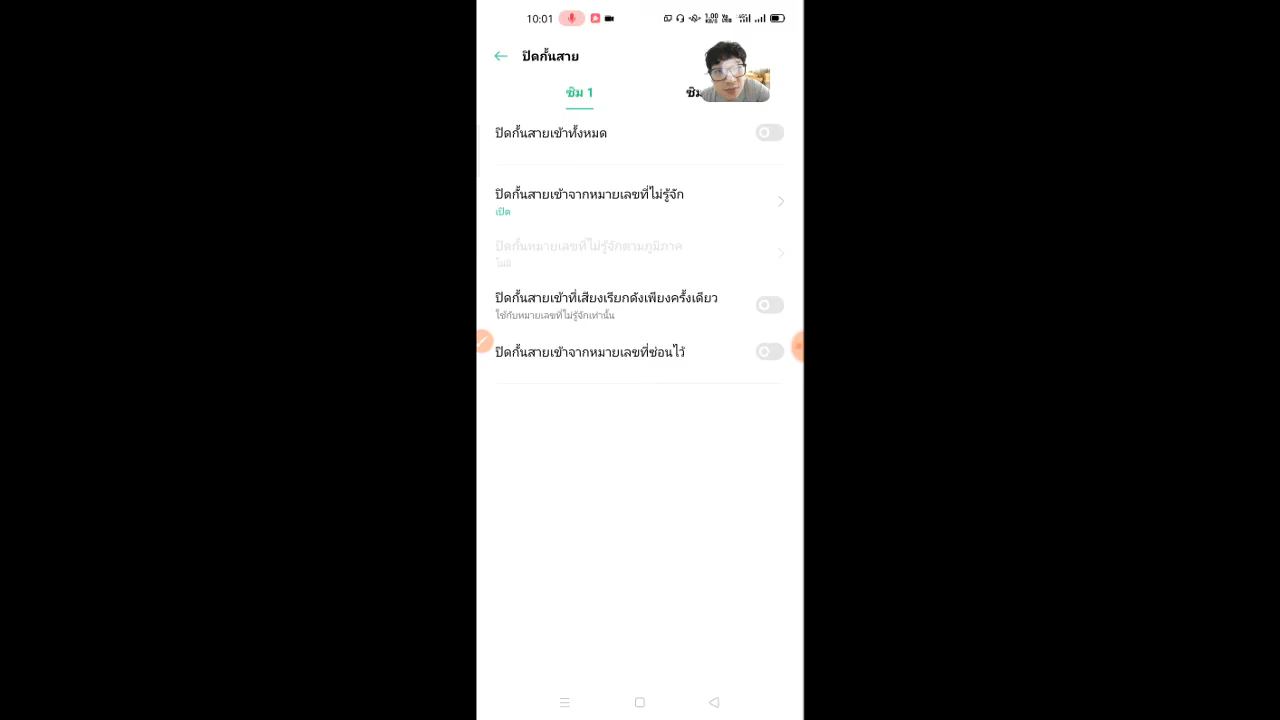 10:01
1.00 KB/S
ปิดกั้นสาย
ซิม 1
ซิม
ปิดกั้นสายเข้าทั้งหมด
ปิดกั้นสายเข้าจากหมายเลขที่ไม่รู้จัก
เปิด
ปิดกั้นหมายเลขที่ไม่รู้จักตามภูมิภาค
ไม่มี
ปิดกั้นสายเข้าที่เสียงเรียกดังเพียงครั้งเดียว
ใช้กับหมายเลขที่ไม่รู้จักเท่านั้น
ปิดกั้นสายเข้าจากหมายเลขที่ซ่อนไว้